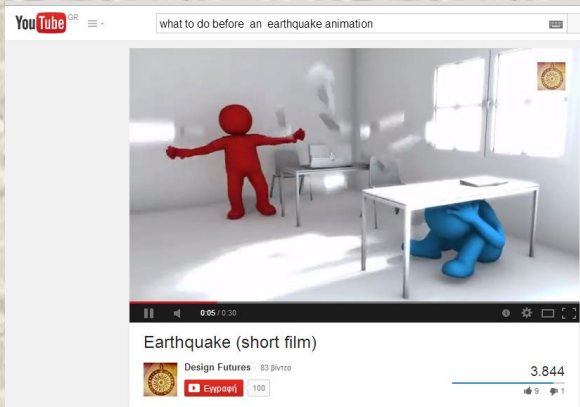 YouTube GR
what to do before an earthquake animation
0:05 / 0:30
Earthquake (short film)
Design Futures · 83 βίντεο
Εγγραφή 100
3.844
9 1